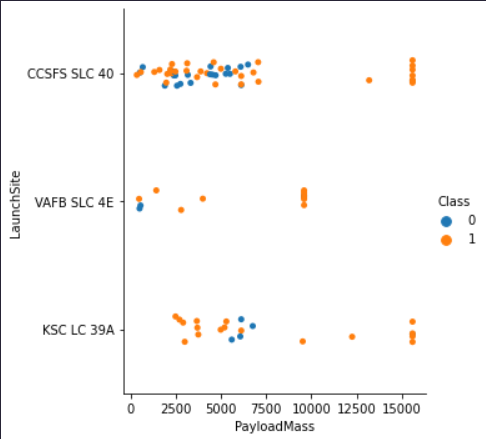 CCSFS SLC 40
VAFB SLC 4E
KSC LC 39A
LaunchSite
0 2500 5000 7500 10000 12500 15000
PayloadMass
Class
0
1